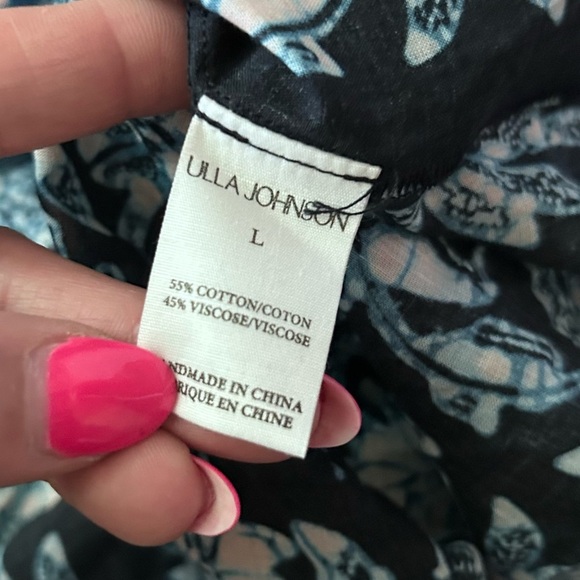 ULLA JOHNSON
L
55% COTTON/COTON
45% VISCOSE/VISCOSE
NDMADE IN CHINA
RIQUE EN CHINE